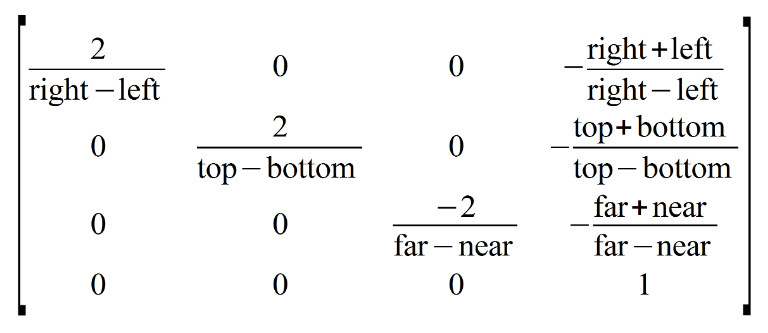 2/(right−left) 0 0 −(right+left)/(right−left)
0 2/(top−bottom) 0 −(top+bottom)/(top−bottom)
0 0 −2/(far−near) −(far+near)/(far−near)
0 0 0 1